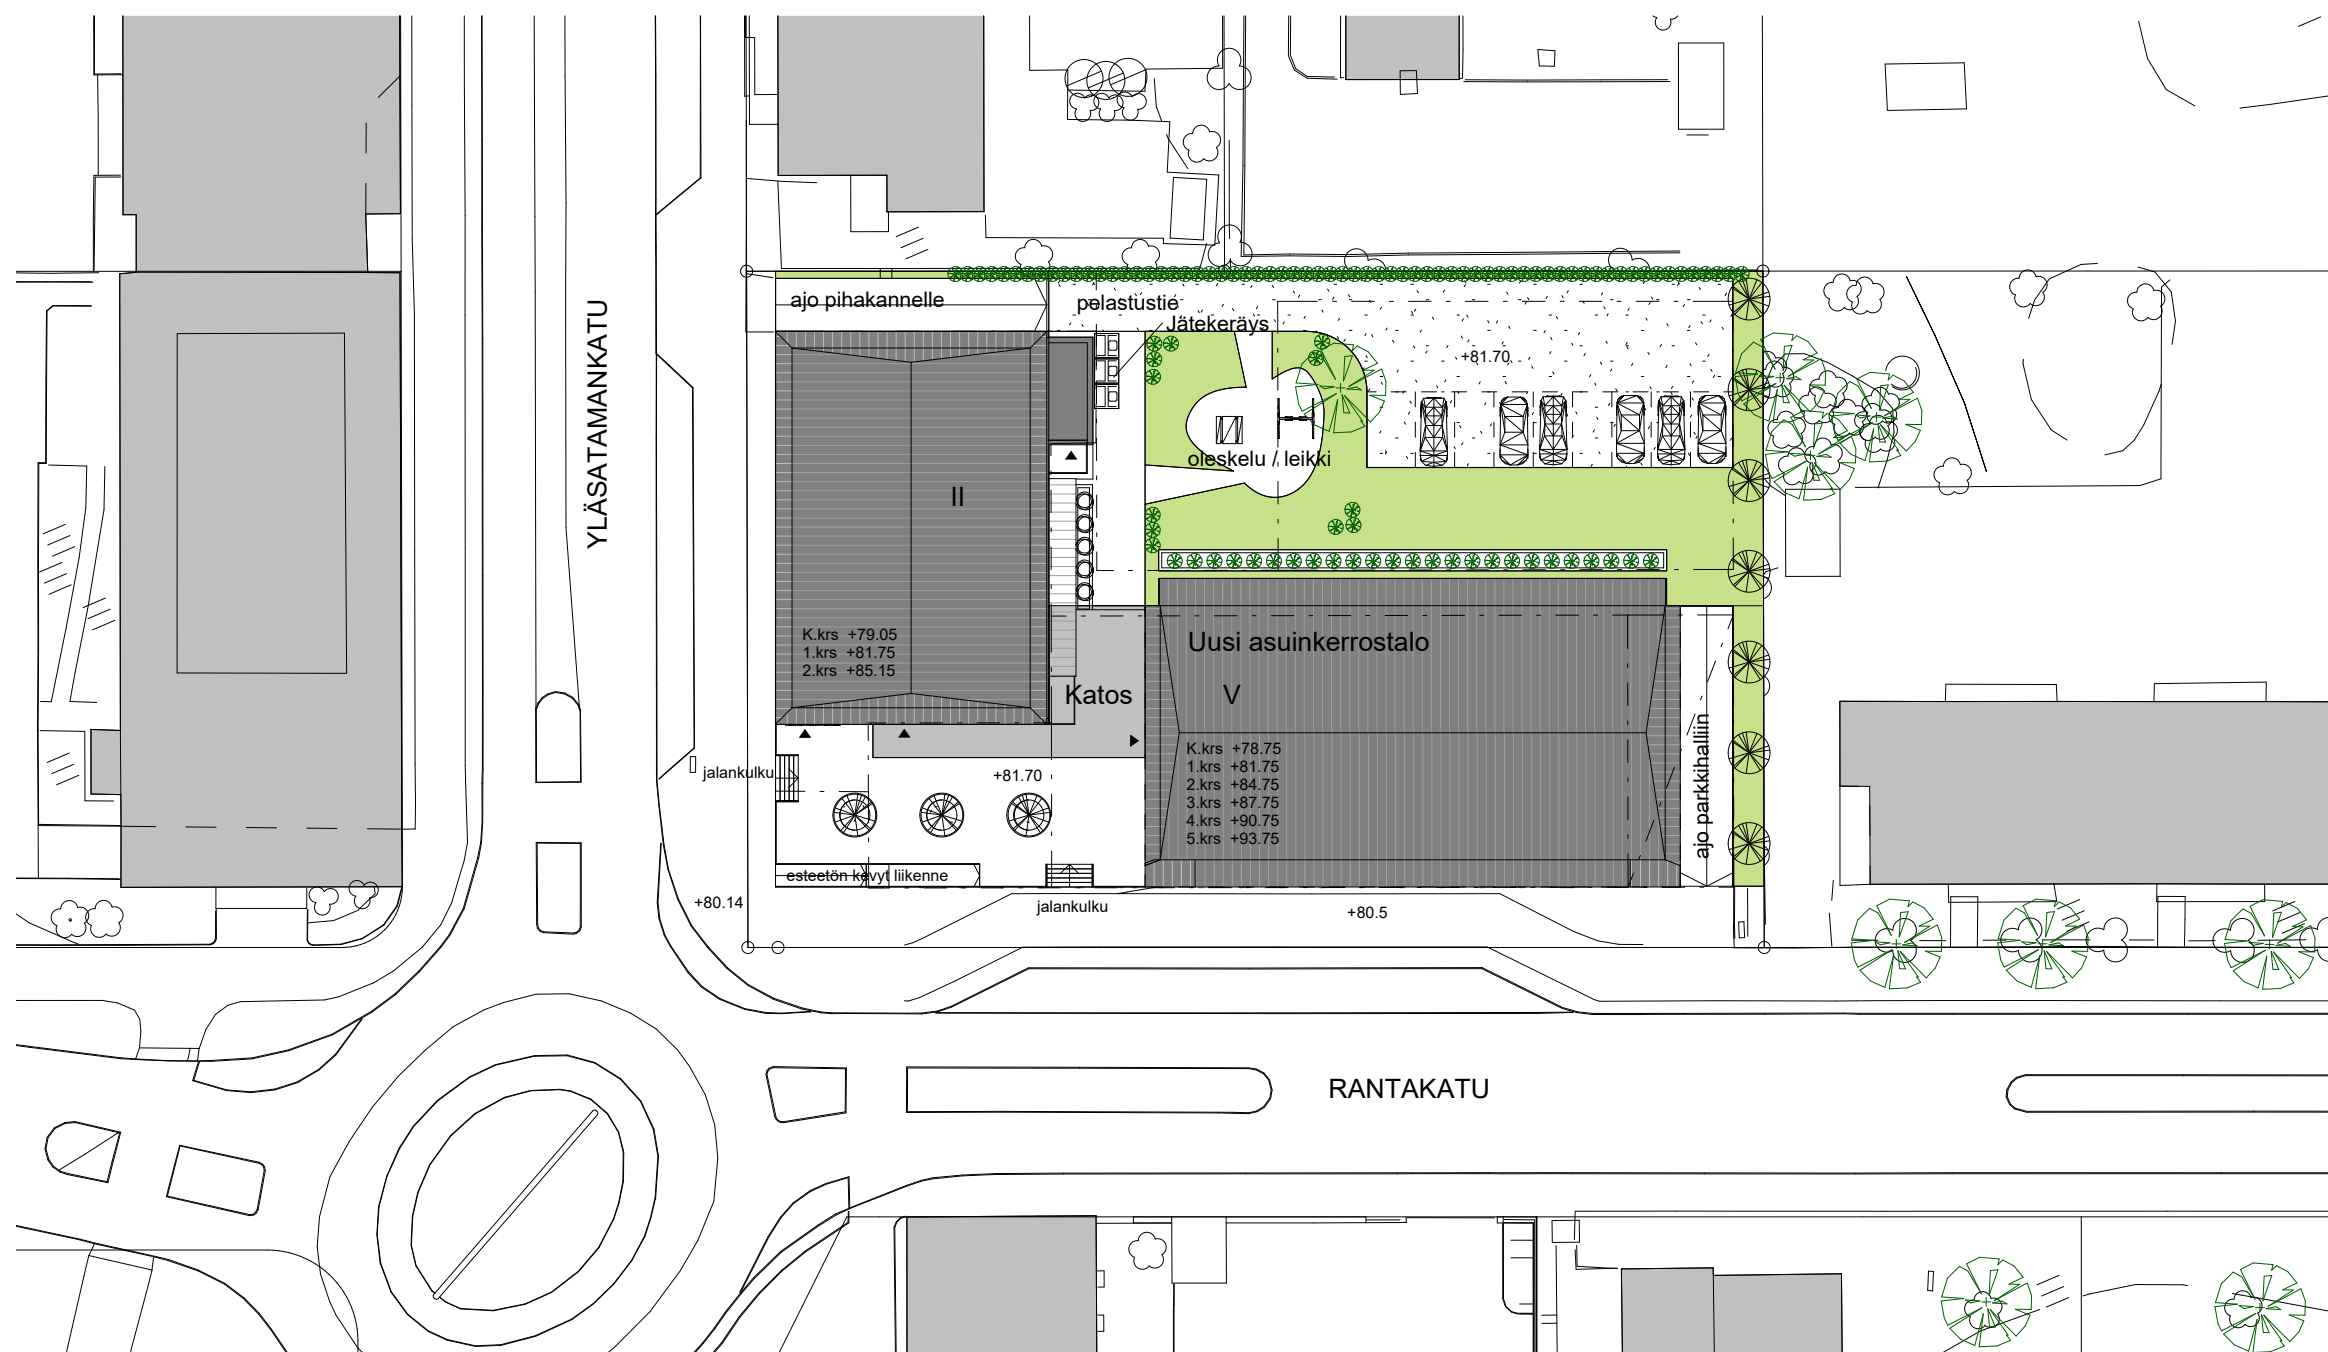 ajo pihakannelle
pelastustie
Jätekeräys
+81.70
YLÄSATAMANKATU
oleskelu / leikki
II
K.krs +79.05
1.krs +81.75
2.krs +85.15
Uusi asuinkerrostalo
Katos
V
K.krs +78.75
1.krs +81.75
2.krs +84.75
3.krs +87.75
4.krs +90.75
5.krs +93.75
ajo parkihalliin
jalankulku
+81.70
esteetön kevyt liikenne
+80.14
jalankulku
+80.5
RANTAKATU